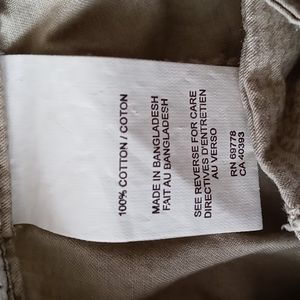 100% COTTON / COTTON
MADE IN BANGLADESH
FAIT AU BANGLADESH
SEE REVERSE FOR CARE
DIRECTIVES D'ENTRETIEN
AU VERSO
RN 69778
CA 40393